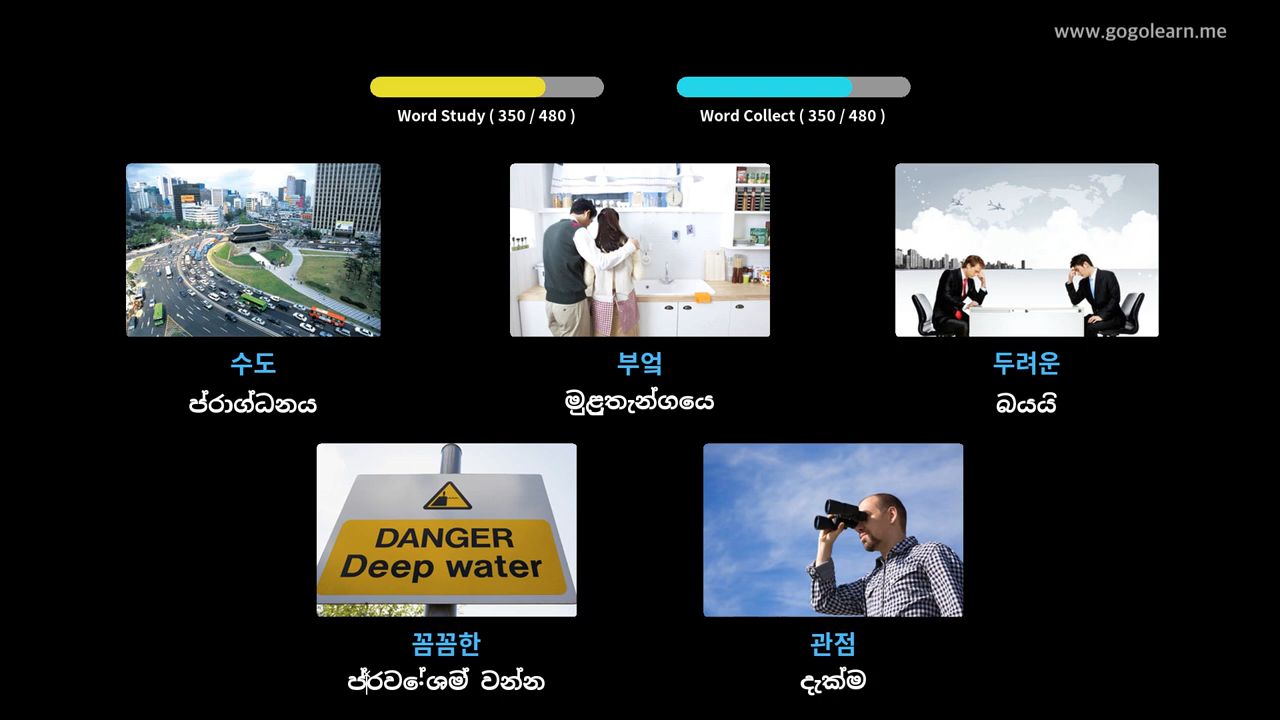 www.gogolearn.me
Word Study ( 350 / 480 )
Word Collect ( 350 / 480 )
수도
ප්රාග්ධනය
부엌
මුළුතැන්ගයෙ
두려운
බයයි
DANGER
Deep water
꼼꼼한
ප්රවේශම් වන්න
관점
දැක්ම